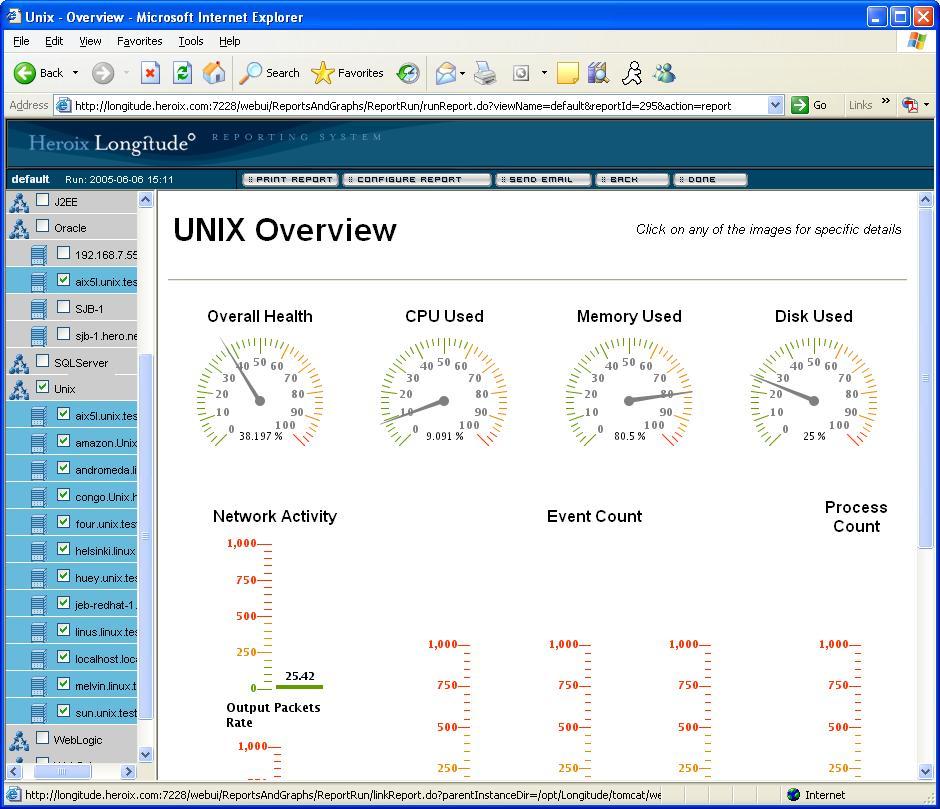 Unix - Overview - Microsoft Internet Explorer
File Edit View Favorites Tools Help
Back Search Favorites
Address http://longitude.heroix.com:7228/webui/ReportsAndGraphs/ReportRun/runReport.do?viewName=default&reportId=295&action=report Go Links »
Heroix Longitude° REPORTING SYSTEM
default Run: 2005-06-06 15:11 PRINT REPORT CONFIGURE REPORT SEND EMAIL BACK DONE
J2EE
Oracle
192.168.7.55
aix5l.unix.tes
SJB-1
sjb-1.hero.ne
SQLServer
Unix
aix5l.unix.tes
amazon.Unix
andromeda.li
congo.Unix.h
four.unix.tes
helsinki.linux
huey.unix.tes
jeb-redhat-1.
linus.linux.tes
localhost.loc
melvin.linux.t
sun.unix.test
WebLogic
UNIX Overview
Click on any of the images for specific details
Overall Health CPU Used Memory Used Disk Used
0 10 20 30 40 50 60 70 80 90 100
38.197 %
0 10 20 30 40 50 60 70 80 90 100
9.091 %
0 10 20 30 40 50 60 70 80 90 100
80.5 %
0 10 20 30 40 50 60 70 80 90 100
25 %
Network Activity
1,000
750
500
250
0
25.42
Output Packets
Rate
1,000
Event Count
1,000 1,000 1,000
750 750 750
500 500 500
250 250 250
Process
Count
1,000
750
500
250
http://longitude.heroix.com:7228/webui/ReportsAndGraphs/ReportRun/linkReport.do?parentInstanceDir=/opt/Longitude/tomcat/we Internet